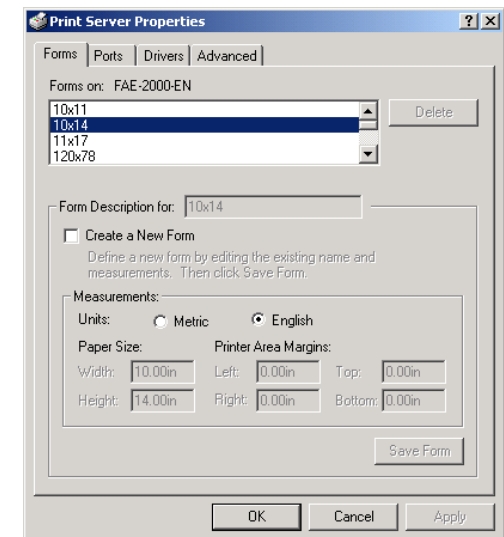 Print Server Properties
Forms Ports Drivers Advanced
Forms on: FAE-2000-EN
10x11
10x14
11x17
120x78
Delete
Form Description for: 10x14
Create a New Form
Define a new form by editing the existing name and
measurements. Then click Save Form.
Measurements:
Units: Metric English
Paper Size: Printer Area Margins:
Width: 10.00in Left: 0.00in Top: 0.00in
Height: 14.00in Right: 0.00in Bottom: 0.00in
Save Form
OK Cancel Apply